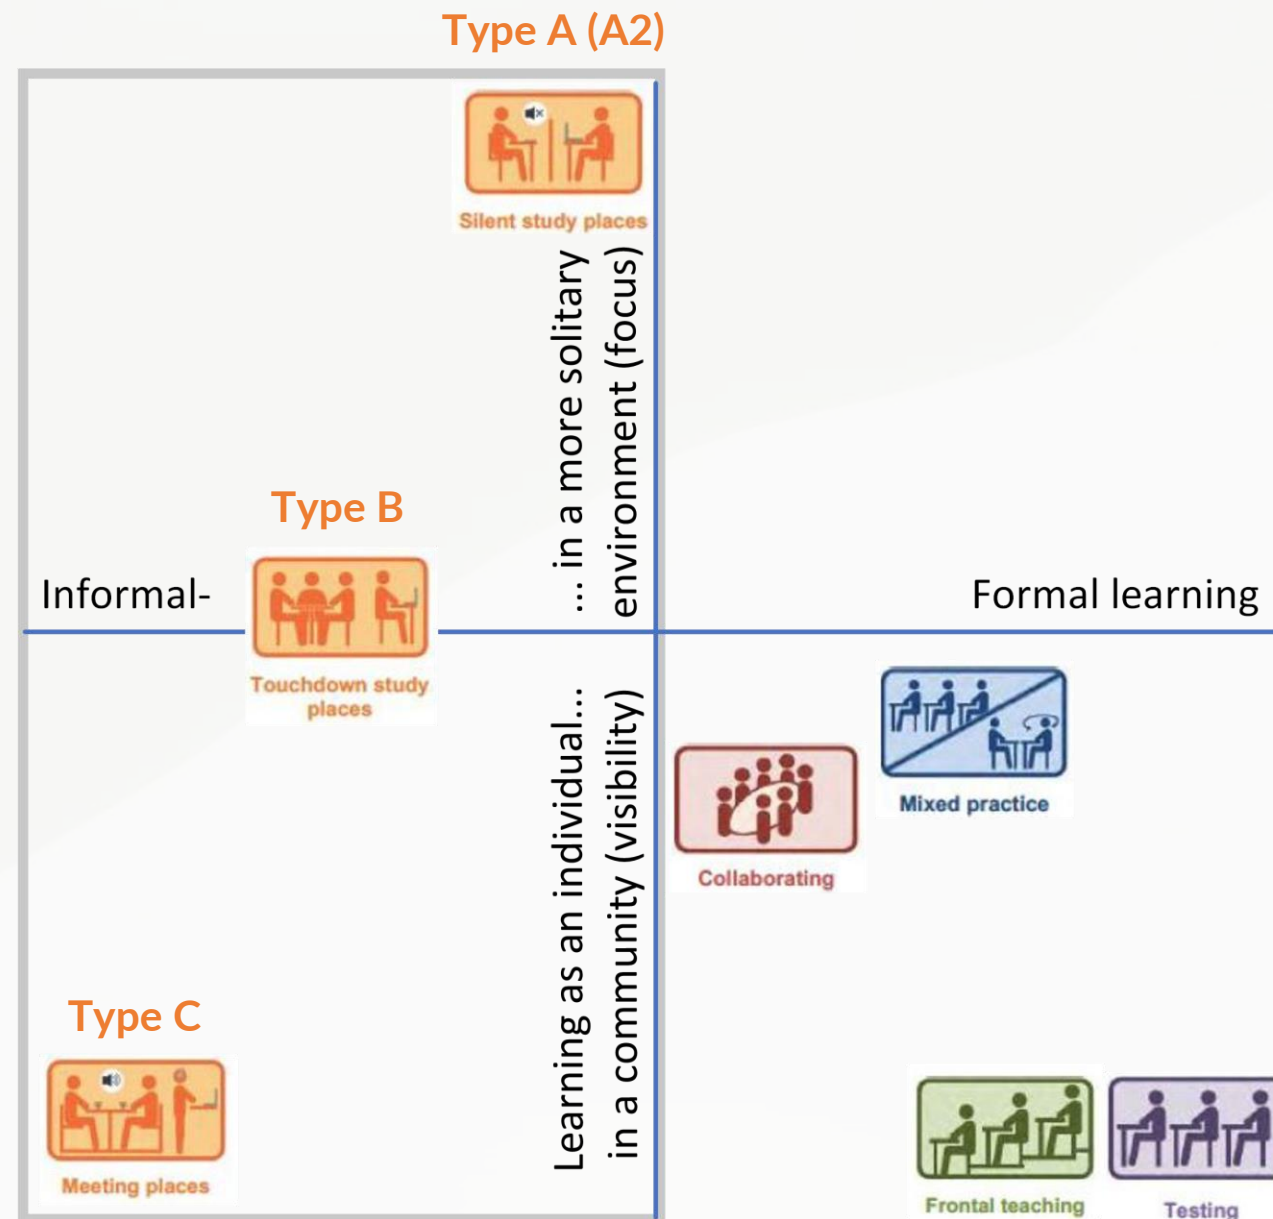 Type A (A2)
Silent study places
... in a more solitary
environment (focus)
Type B
Informal-
Formal learning
Touchdown study
places
Learning as an individual...
in a community (visibility)
Mixed practice
Collaborating
Type C
Meeting places
Frontal teaching
Testing